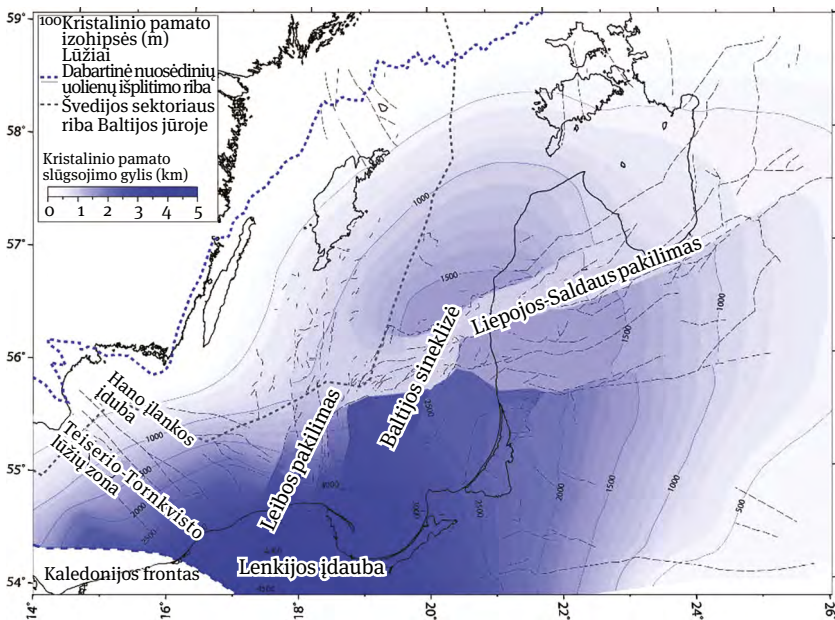 59°
58°
57°
56°
55°
54°
100 Kristalinio pamato
izohipsės (m)
Lūžiai
Dabartinė nuosėdinių
uolienų išplitimo riba
Švedijos sektoriaus
riba Baltijos jūroje
Kristalinio pamato
slūgsojimo gylis (km)
0 1 2 3 4 5
1000
1500
Liepojos-Saldaus pakilimas
1000
1500
Baltijos sineklizė
Hano įlankos
įduba
Leibos pakilimas
Teiserio-Tornkvisto
lūžių zona
1000
2000
2500
2500
2000
1500
1000
500
Lenkijos įdauba
Kaledonijos frontas
14° 16° 18° 20° 22° 24° 26°